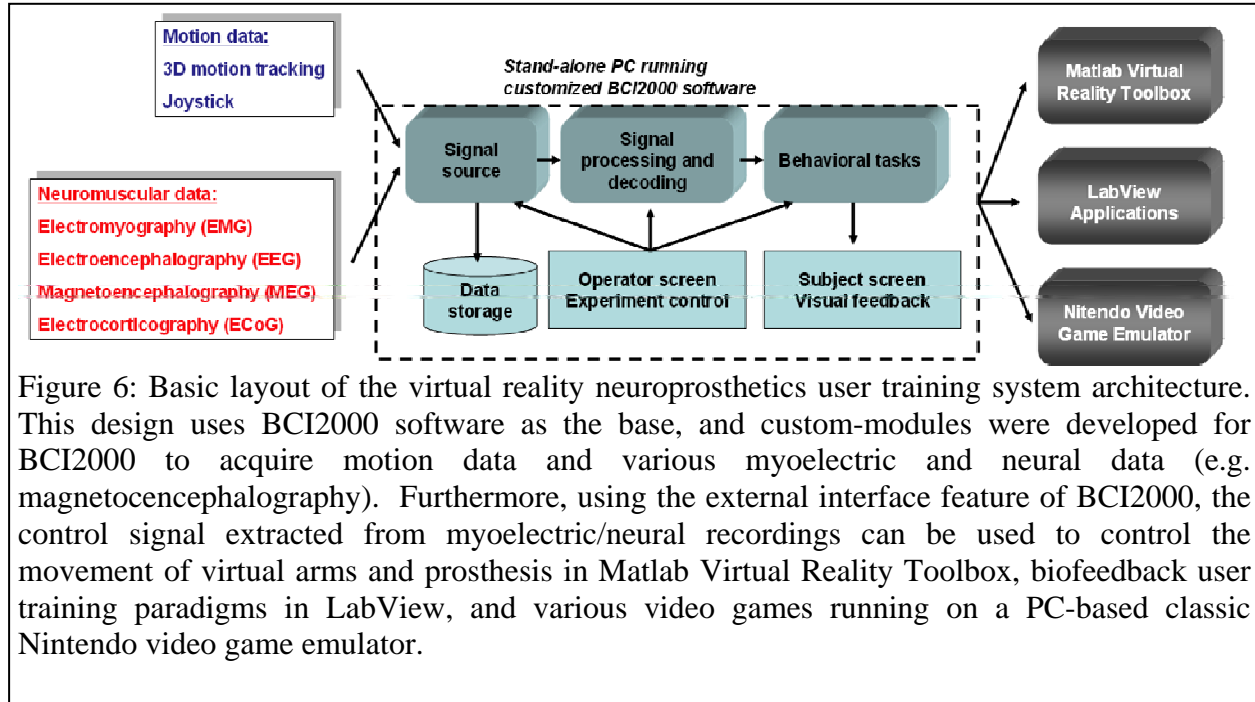 Motion data:
3D motion tracking
Joystick
Neuromuscular data:
Electromyography (EMG)
Electroencephalography (EEG)
Magnetoencephalography (MEG)
Electrocorticography (ECoG)
Stand-alone PC running
customized BCI2000 software
Signal
source
Signal
processing and
decoding
Behavioral tasks
Data
storage
Operator screen
Experiment control
Subject screen
Visual feedback
Matlab Virtual
Reality Toolbox
LabView
Applications
Nitendo Video
Game Emulator
Figure 6: Basic layout of the virtual reality neuroprosthetics user training system architecture.
This design uses BCI2000 software as the base, and custom-modules were developed for
BCI2000 to acquire motion data and various myoelectric and neural data (e.g.
magnetocencephalography). Furthermore, using the external interface feature of BCI2000, the
control signal extracted from myoelectric/neural recordings can be used to control the
movement of virtual arms and prosthesis in Matlab Virtual Reality Toolbox, biofeedback user
training paradigms in LabView, and various video games running on a PC-based classic
Nintendo video game emulator.